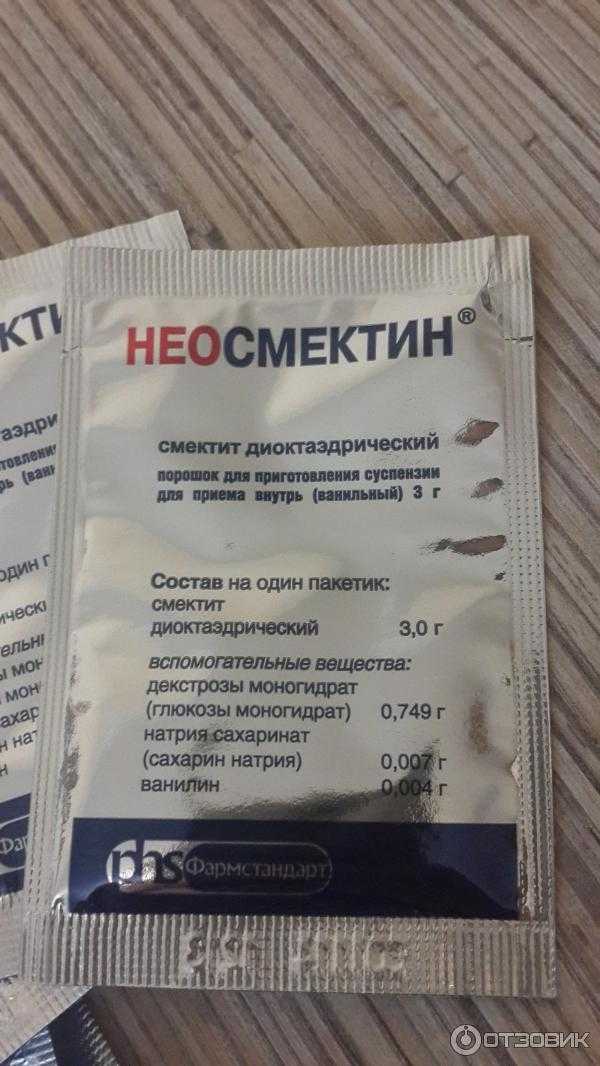 НЕОСМЕКТИН®
смектит диоктаэдрический
порошок для приготовления суспензии
для приема внутрь (ванильный) 3 г
Состав на один пакетик:
смектит
диоктаэдрический 3,0 г
вспомогательные вещества:
декстрозы моногидрат
(глюкозы моногидрат) 0,749 г
натрия сахаринат
(сахарин натрия) 0,007 г
ванилин 0,004 г
Фармстандарт
ОТЗОВИК